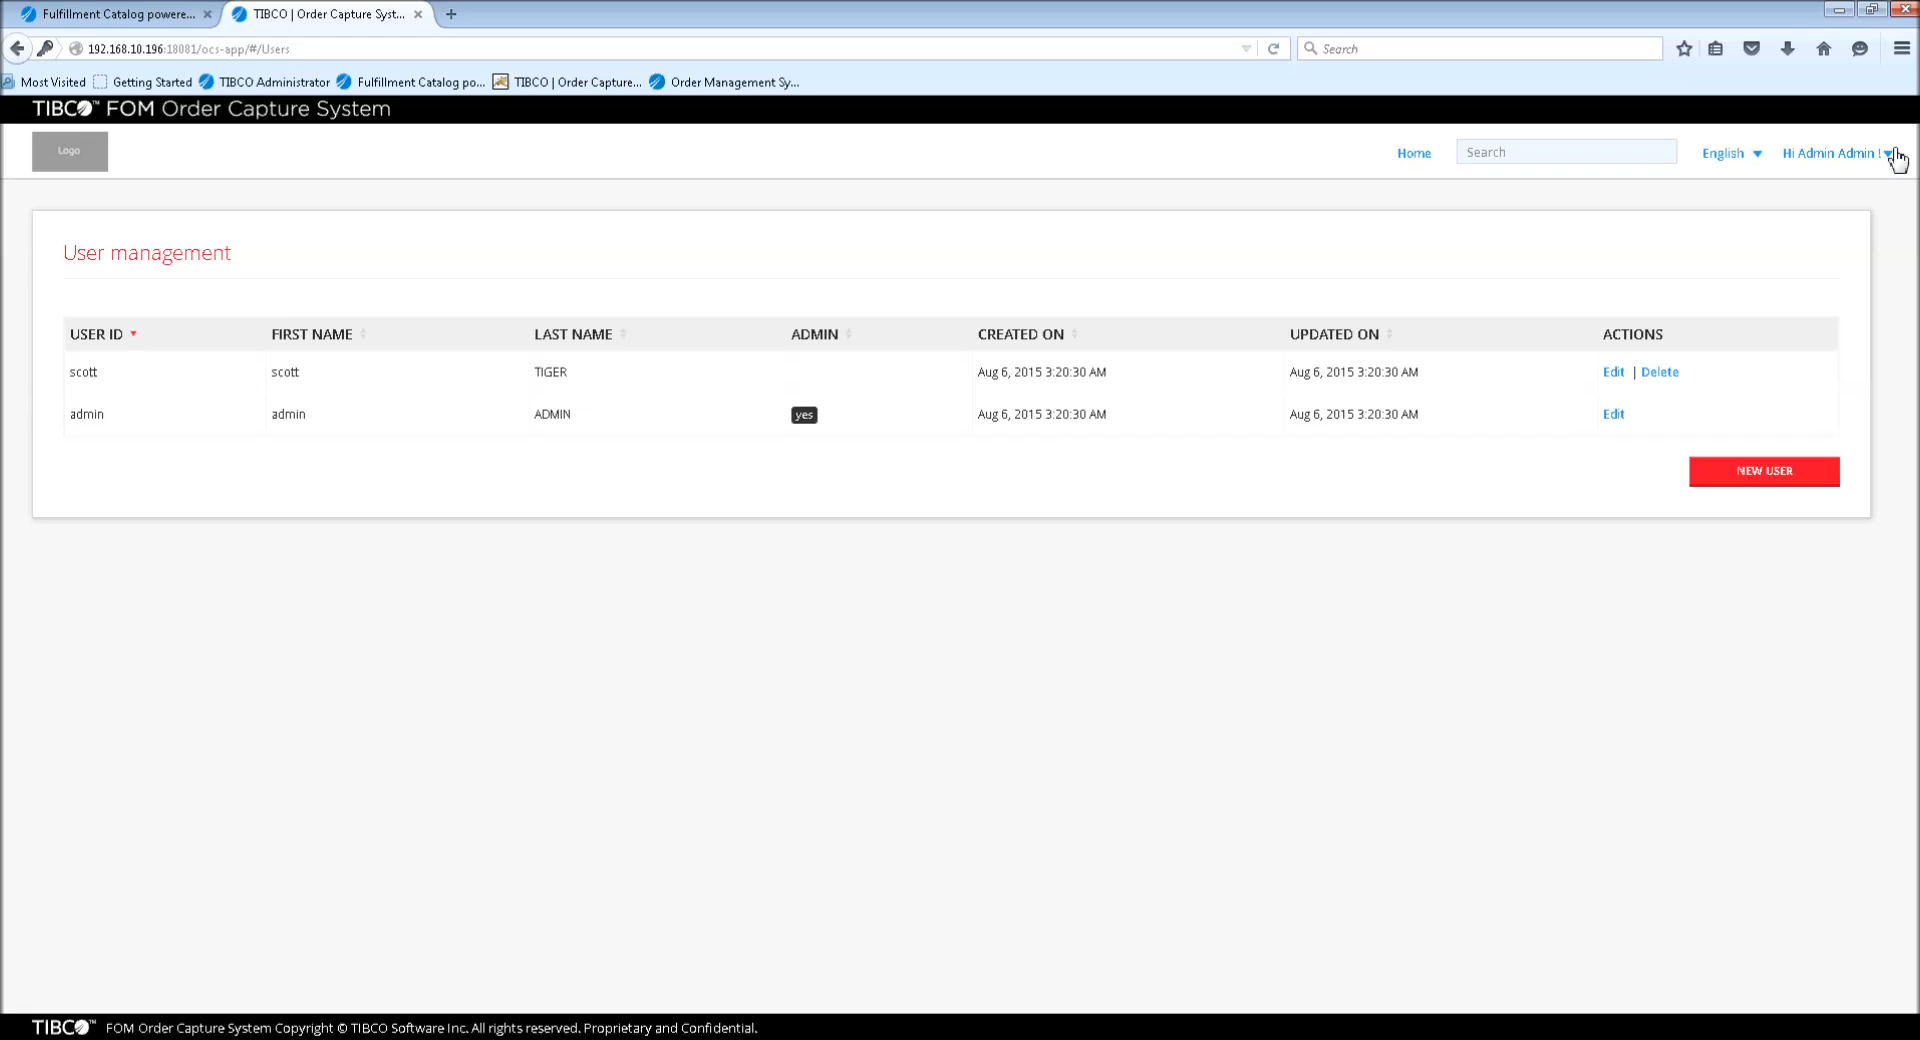 Fulfillment Catalog powere... TIBCO | Order Capture Syst...
192.168.10.196:18081/ocs-app/#/Users Search
Most Visited Getting Started TIBCO Administrator Fulfillment Catalog po... TIBCO | Order Capture... Order Management Sy...
TIBCO™ FOM Order Capture System
Logo Home Search English Hi Admin Admin !
User management
USER ID FIRST NAME LAST NAME ADMIN CREATED ON UPDATED ON ACTIONS
scott scott TIGER Aug 6, 2015 3:20:30 AM Aug 6, 2015 3:20:30 AM Edit | Delete
admin admin ADMIN yes Aug 6, 2015 3:20:30 AM Aug 6, 2015 3:20:30 AM Edit
NEW USER
TIBCO™ FOM Order Capture System Copyright © TIBCO Software Inc. All rights reserved. Proprietary and Confidential.